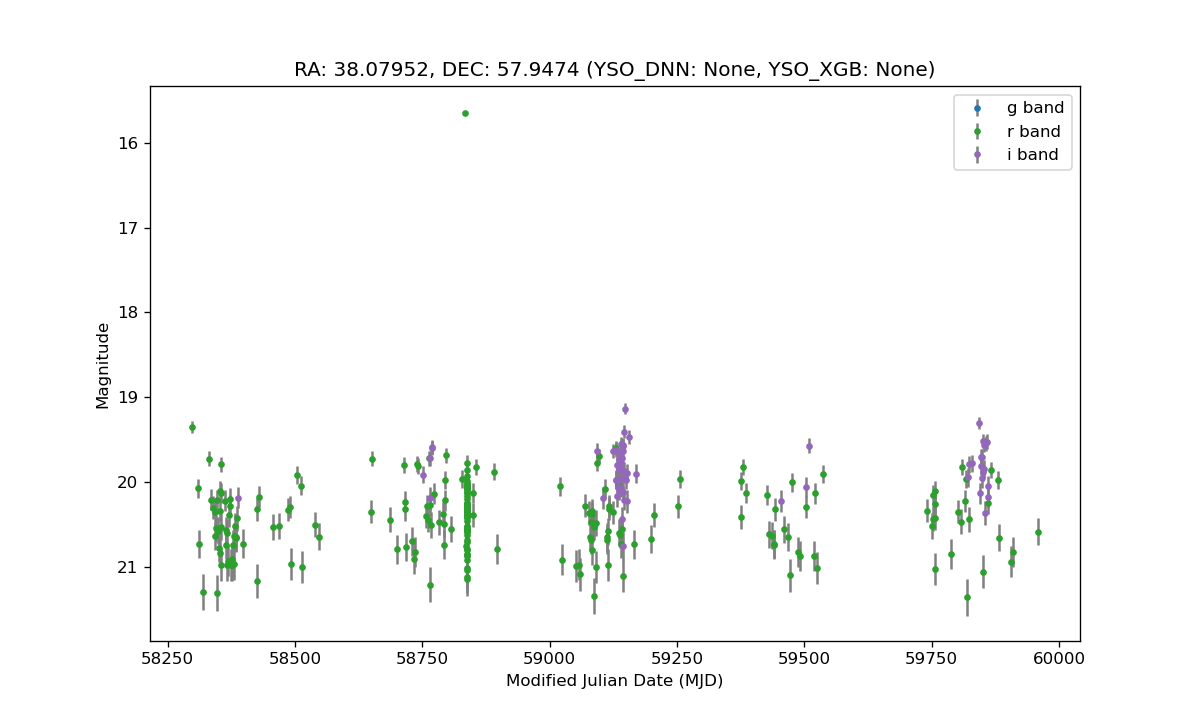 RA: 38.07952, DEC: 57.9474 (YSO_DNN: None, YSO_XGB: None)
g band
r band
i band
16
17
18
19
20
21
Magnitude
58250 58500 58750 59000 59250 59500 59750 60000
Modified Julian Date (MJD)